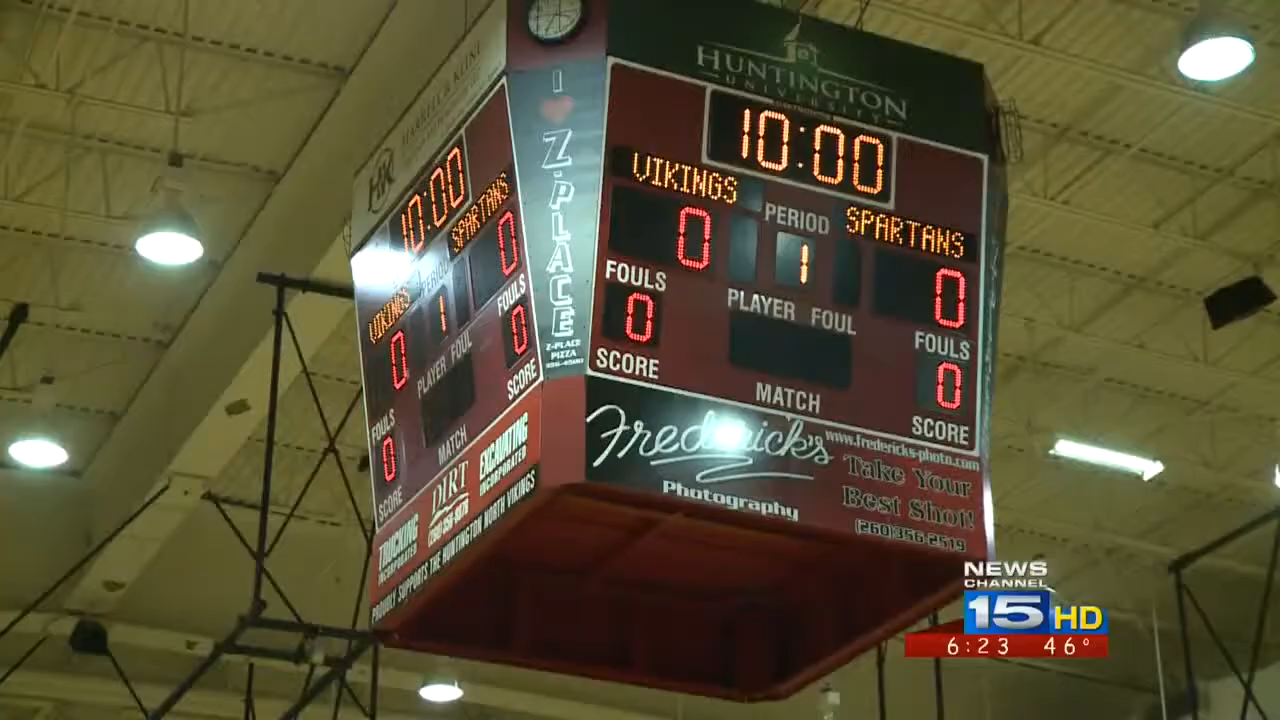 HUNTINGTON
UNIVERSITY
10:00
VIKINGS
SPARTANS
PERIOD
0
1
0
FOULS
PLAYER FOUL
FOULS
0
0
SCORE
MATCH
SCORE
Frederick's
www.fredericks-photo.com
Photography
Take Your
Best Shot!
(260)356-2519
I
Z-PLACE
Z-PLACE
PIZZA
10:00
SPARTANS
VIKINGS
PERIOD
0
1
0
FOULS
PLAYER FOUL
FOULS
0
0
SCORE
MATCH
SCORE
TRUCKING
INCORPORATED
DIRT
EXCAVATING
INCORPORATED
PROUDLY SUPPORTS THE HUNTINGTON NORTH VIKINGS
NEWS
CHANNEL
15 HD
6:23 46°